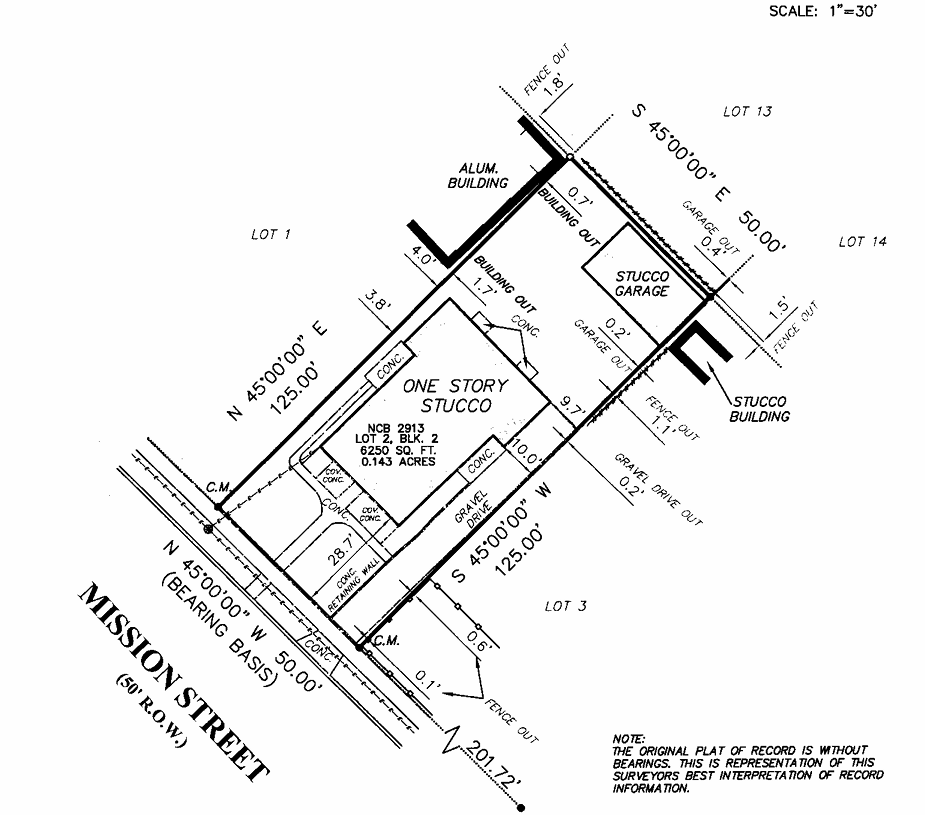 SCALE: 1"=30'
FENCE OUT
1.8'
LOT 13
S 45°00'00" E 50.00'
ALUM.
BUILDING
0.7'
BUILDING OUT
GARAGE OUT
0.4'
LOT 1
LOT 14
4.0'
BUILDING OUT
1.7'
STUCCO
GARAGE
3.8'
1.5'
FENCE OUT
CONC.
0.2'
GARAGE OUT
N 45°00'00" E
125.00'
CONC.
ONE STORY
STUCCO
STUCCO
BUILDING
9.7'
FENCE OUT
1.1'
NCB 2913
LOT 2, BLK. 2
6250 SQ. FT.
0.143 ACRES
10.0'
CONC.
GRAVEL DRIVE OUT
0.2'
COV.
CONC.
C.M.
CONC.
COV.
CONC.
GRAVEL
DRIVE
S 45°00'00" W
125.00'
28.7'
CONC.
RETAINING WALL
N 45°00'00" W 50.00'
(BEARING BASIS)
LOT 3
MISSION STREET
(50' R.O.W.)
C.M.
CONC.
0.6'
0.1'
FENCE OUT
201.72'
NOTE:
THE ORIGINAL PLAT OF RECORD IS WITHOUT
BEARINGS. THIS IS REPRESENTATION OF THIS
SURVEYORS BEST INTERPRETATION OF RECORD
INFORMATION.